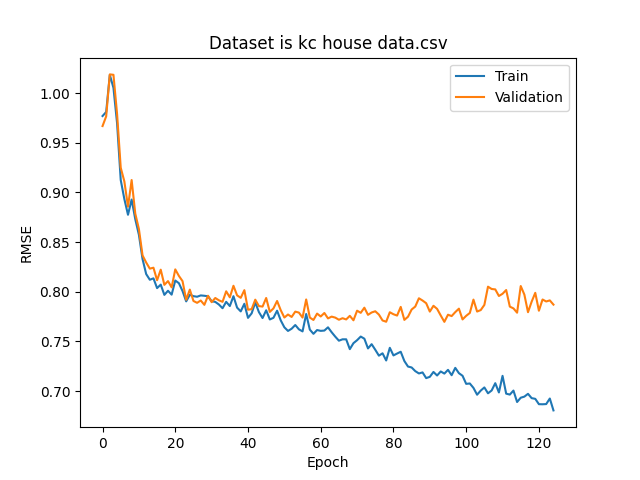 Dataset is kc house data.csv
Train
Validation
RMSE
1.00
0.95
0.90
0.85
0.80
0.75
0.70
0 20 40 60 80 100 120
Epoch